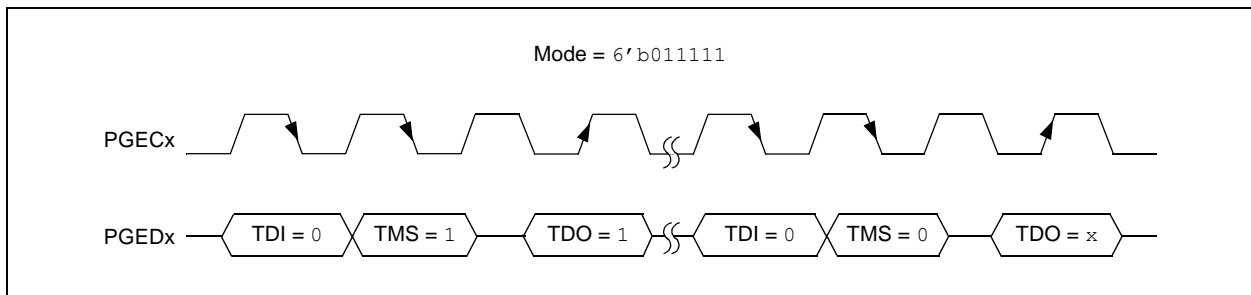 Mode = 6'b011111
PGECx
PGEDx
TDI = 0
TMS = 1
TDO = 1
TDI = 0
TMS = 0
TDO = x